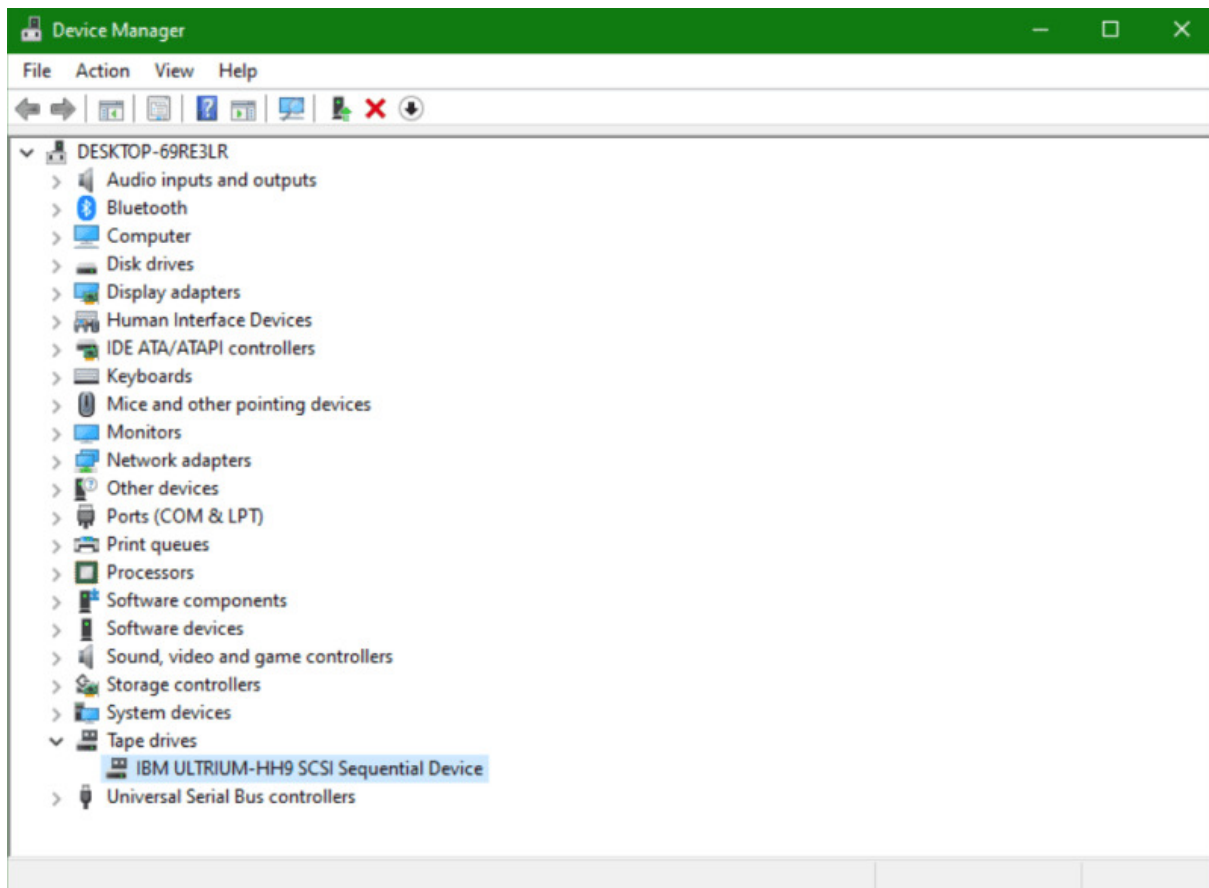 Device Manager
File Action View Help
DESKTOP-69RE3LR
Audio inputs and outputs
Bluetooth
Computer
Disk drives
Display adapters
Human Interface Devices
IDE ATA/ATAPI controllers
Keyboards
Mice and other pointing devices
Monitors
Network adapters
Other devices
Ports (COM & LPT)
Print queues
Processors
Software components
Software devices
Sound, video and game controllers
Storage controllers
System devices
Tape drives
IBM ULTRIUM-HH9 SCSI Sequential Device
Universal Serial Bus controllers